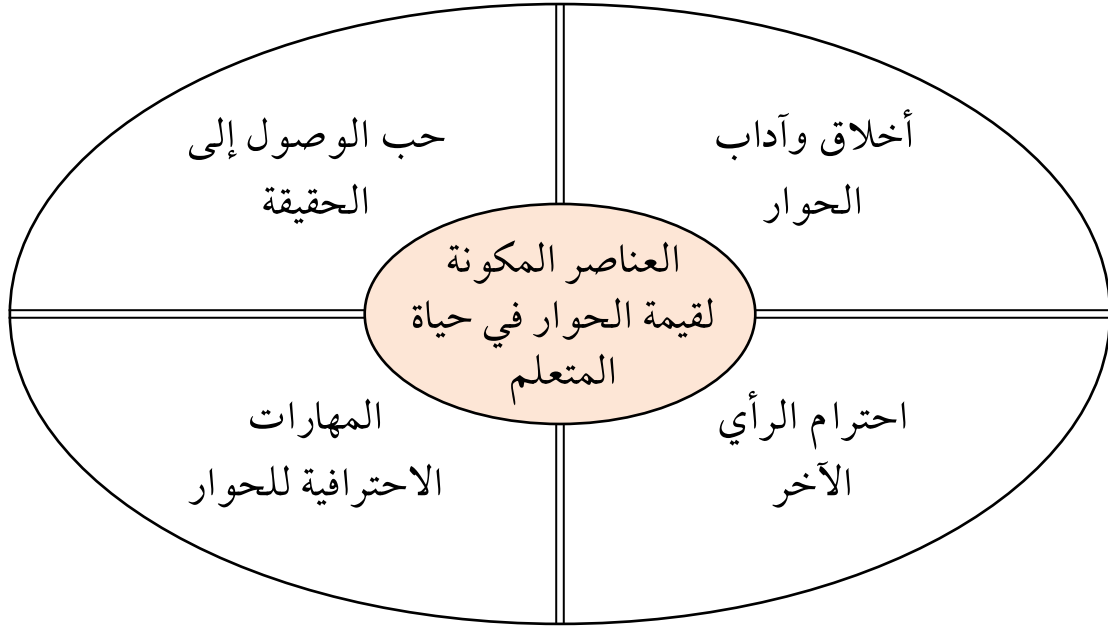 أخلاق وآداب
الحوار
حب الوصول إلى
الحقيقة
العناصر المكونة
لقيمة الحوار في حياة
المتعلم
احترام الرأي
الآخر
المهارات
الاحترافية للحوار